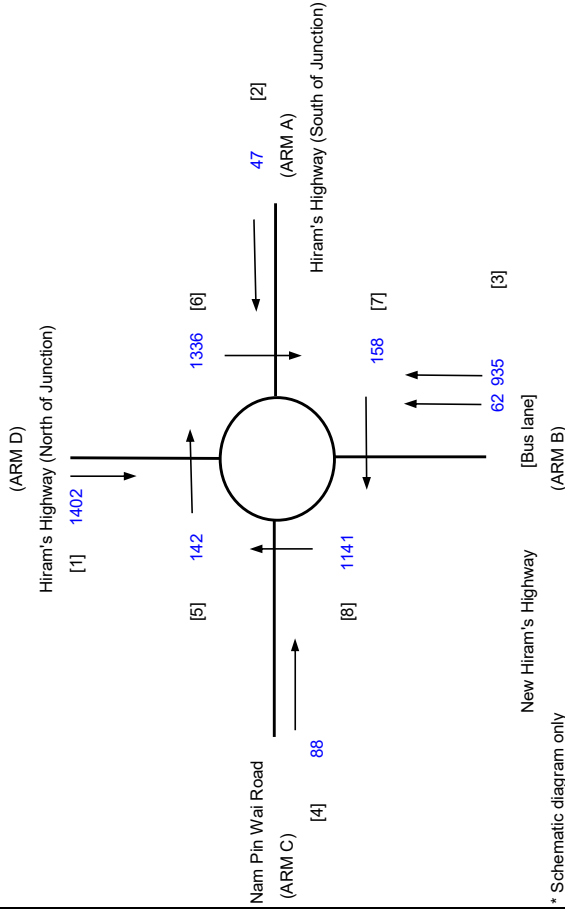 (ARM D)
Hiram's Highway (North of Junction)
1402
[1]
[5]
142
1336
[6]
47
[2]
(ARM A)
Hiram's Highway (South of Junction)
Nam Pin Wai Road
(ARM C)
88
[4]
[8]
1141
158
[7]
62 935
[3]
[Bus lane]
(ARM B)
New Hiram's Highway
* Schematic diagram only